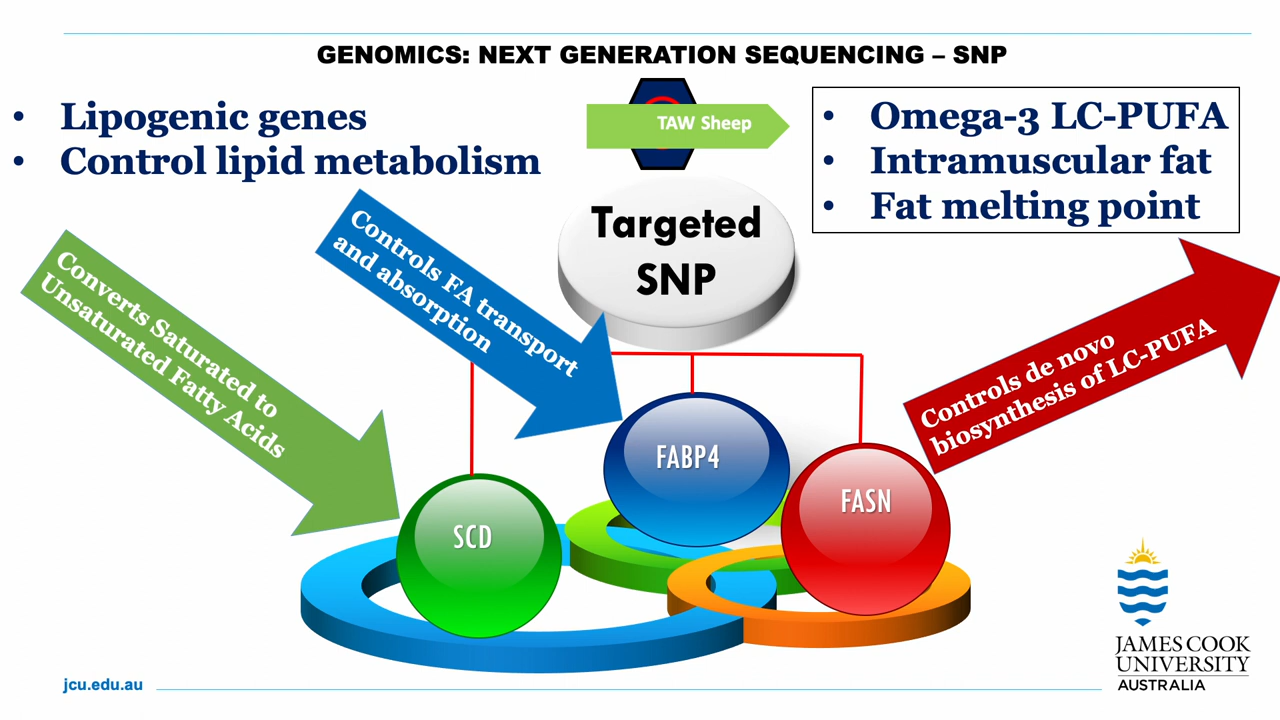 GENOMICS: NEXT GENERATION SEQUENCING – SNP
• Lipogenic genes
• Control lipid metabolism
TAW Sheep
• Omega-3 LC-PUFA
• Intramuscular fat
• Fat melting point
Targeted
SNP
Converts Saturated to
Unsaturated Fatty Acids
Controls FA transport
and absorption
Controls de novo
biosynthesis of LC-PUFA
SCD
FABP4
FASN
JAMES COOK
UNIVERSITY
AUSTRALIA
jcu.edu.au